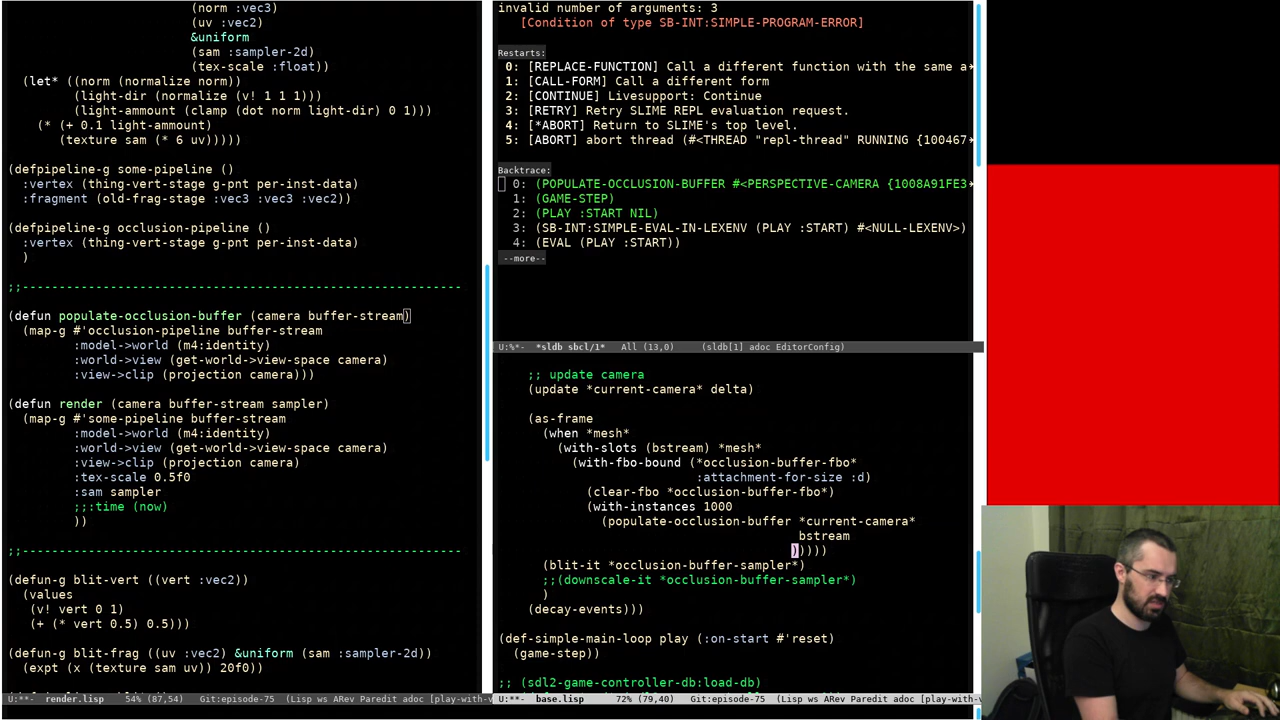 (norm :vec3)
(uv :vec2)
&uniform
(sam :sampler-2d)
(tex-scale :float))
(let* ((norm (normalize norm))
(light-dir (normalize (v! 1 1 1)))
(light-amount (clamp (dot norm light-dir) 0 1)))
(* (+ 0.1 light-amount)
(texture sam (* 6 uv)))))
(defpipeline-g some-pipeline ()
:vertex (thing-vert-stage g-pnt per-inst-data)
:fragment (old-frag-stage :vec3 :vec3 :vec2))
(defpipeline-g occlusion-pipeline ()
:vertex (thing-vert-stage g-pnt per-inst-data)
)
;;------------------------------------------------------------
(defun populate-occlusion-buffer (camera buffer-stream)
(map-g #'occlusion-pipeline buffer-stream
:model->world (m4:identity)
:world->view (get-world->view-space camera)
:view->clip (projection camera)))
(defun render (camera buffer-stream sampler)
(map-g #'some-pipeline buffer-stream
:model->world (m4:identity)
:world->view (get-world->view-space camera)
:view->clip (projection camera)
:tex-scale 0.5f0
:sam sampler
;;:time (now)
))
;;------------------------------------------------------------
(defun-g blit-vert ((vert :vec2))
(values
(v! vert 0 1)
(+ (* vert 0.5) 0.5)))
(defun-g blit-frag ((uv :vec2) &uniform (sam :sampler-2d))
(expt (x (texture sam uv)) 20f0))
U:**- render.lisp 54% (87,54) Git:episode-75 (Lisp ws ARev Paredit adoc [play-with-v
invalid number of arguments: 3
[Condition of type SB-INT:SIMPLE-PROGRAM-ERROR]
Restarts:
0: [REPLACE-FUNCTION] Call a different function with the same a
1: [CALL-FORM] Call a different form
2: [CONTINUE] Livesupport: Continue
3: [RETRY] Retry SLIME REPL evaluation request.
4: [*ABORT] Return to SLIME's top level.
5: [ABORT] abort thread (#<THREAD "repl-thread" RUNNING {100467
Backtrace:
0: (POPULATE-OCCLUSION-BUFFER #<PERSPECTIVE-CAMERA {1008A91FE3
1: (GAME-STEP)
2: (PLAY :START NIL)
3: (SB-INT:SIMPLE-EVAL-IN-LEXENV (PLAY :START) #<NULL-LEXENV>)
4: (EVAL (PLAY :START))
--more--
U:%*- *sldb sbcl/1* All (13,0) (sldb[1] adoc EditorConfig)
;; update camera
(update *current-camera* delta)
(as-frame
(when *mesh*
(with-slots (bstream) *mesh*
(with-fbo-bound (*occlusion-buffer-fbo*
:attachment-for-size :d)
(clear-fbo *occlusion-buffer-fbo*)
(with-instances 1000
(populate-occlusion-buffer *current-camera*
bstream
)))))
(blit-it *occlusion-buffer-sampler*)
;;(downscale-it *occlusion-buffer-sampler*)
)
(decay-events)))
(def-simple-main-loop play (:on-start #'reset)
(game-step))
;; (sdl2-game-controller-db:load-db)
U:**- base.lisp 72% (79,40) Git:episode-75 (Lisp ws ARev Paredit adoc [play-with-v